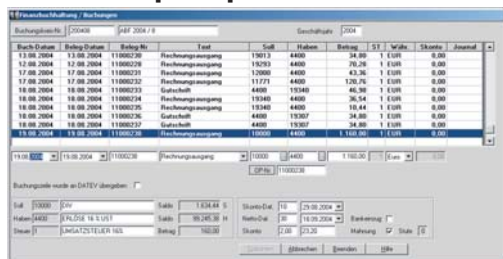 Finanzbuchhaltung / Buchungen
Buchungskreis-Nr. 200408 ABF 2004 / 8 Geschäftsjahr 2004
Buch-Datum Beleg-Datum Beleg-Nr Text Soll Haben Betrag ST Währ. Skonto Journal
13.08.2004 13.08.2004 11000230 Rechnungsausgang 19013 4400 34,80 1 EUR 0,00
12.08.2004 12.08.2004 11000229 Rechnungsausgang 19293 4400 70,20 1 EUR 0,00
17.08.2004 17.08.2004 11000231 Rechnungsausgang 12000 4400 43,36 1 EUR 0,00
17.08.2004 17.08.2004 11000232 Rechnungsausgang 11771 4400 120,76 1 EUR 0,00
18.08.2004 18.08.2004 11000233 Gutschrift 4400 19340 46,98 1 EUR 0,00
18.08.2004 18.08.2004 11000234 Rechnungsausgang 19340 4400 36,54 1 EUR 0,00
18.08.2004 18.08.2004 11000235 Rechnungsausgang 19340 4400 10,44 1 EUR 0,00
18.08.2004 18.08.2004 11000236 Gutschrift 4400 19307 34,80 1 EUR 0,00
18.08.2004 18.08.2004 11000237 Gutschrift 4400 19307 34,80 1 EUR 0,00
19.08.2004 19.08.2004 11000238 Rechnungsausgang 10000 4400 1.160,00 1 EUR 0,00
19.08.2004 19.08.2004 11000238 Rechnungsausgang 10000 4400 1.160,00 Euro
OP-Nr. 11000238
Buchungszeile wurde an DATEV übergeben
Soll 10000 DIV Saldo 1.634,44 S Skonto-Dat. 10 29.08.2004
Haben 4400 ERLÖSE 16 % UST Saldo 99.245,30 H Netto-Dat 30 18.09.2004 Bankeinzug
Steuer 1 UMSATZSTEUER 16% Betrag 160,00 Skonto 2,00 23,20 Mahnung Stufe 0
Abbrechen Beenden Hilfe